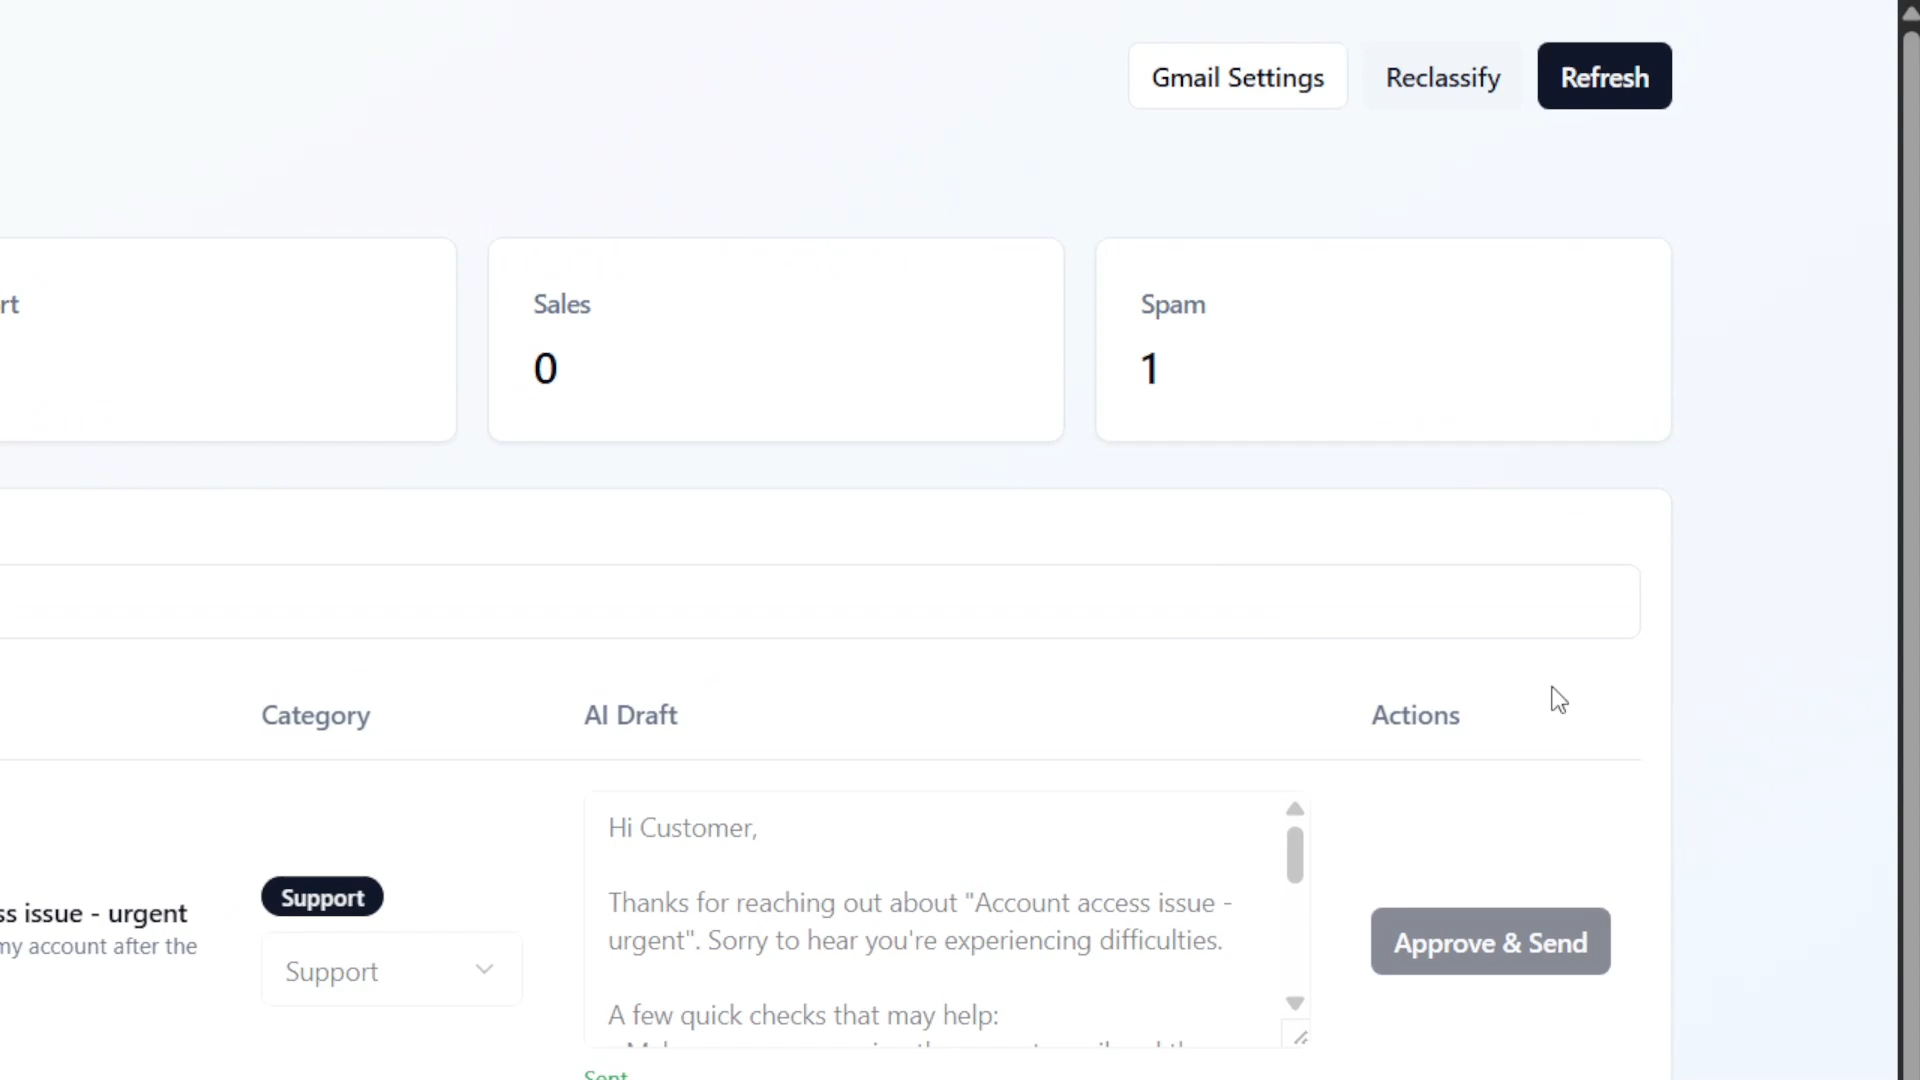 Gmail Settings
Reclassify
Refresh
rt
Sales
0
Spam
1
Category
AI Draft
Actions
ss issue - urgent
my account after the
Support
Support
Hi Customer,
Thanks for reaching out about "Account access issue -
urgent". Sorry to hear you're experiencing difficulties.
A few quick checks that may help:
Approve & Send
Sent